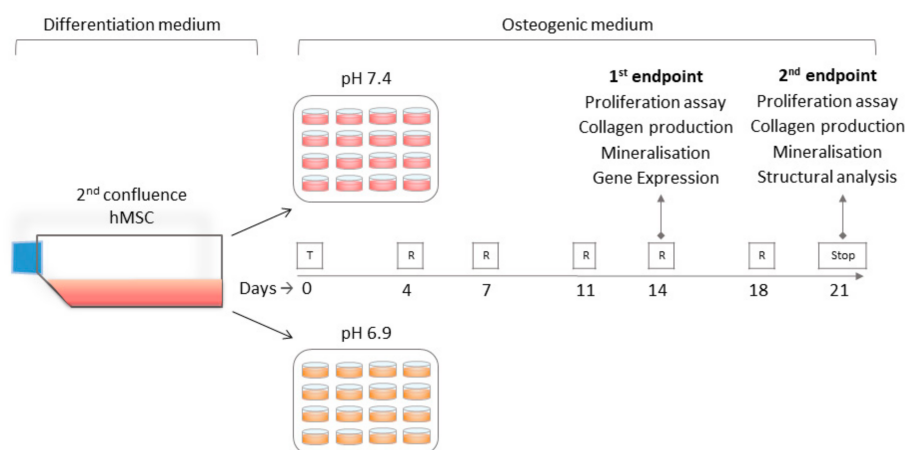 Differentiation medium
Osteogenic medium
pH 7.4
1st endpoint
Proliferation assay
Collagen production
Mineralisation
Gene Expression
2nd endpoint
Proliferation assay
Collagen production
Mineralisation
Structural analysis
2nd confluence
hMSC
T R R R R R Stop
Days → 0 4 7 11 14 18 21
pH 6.9